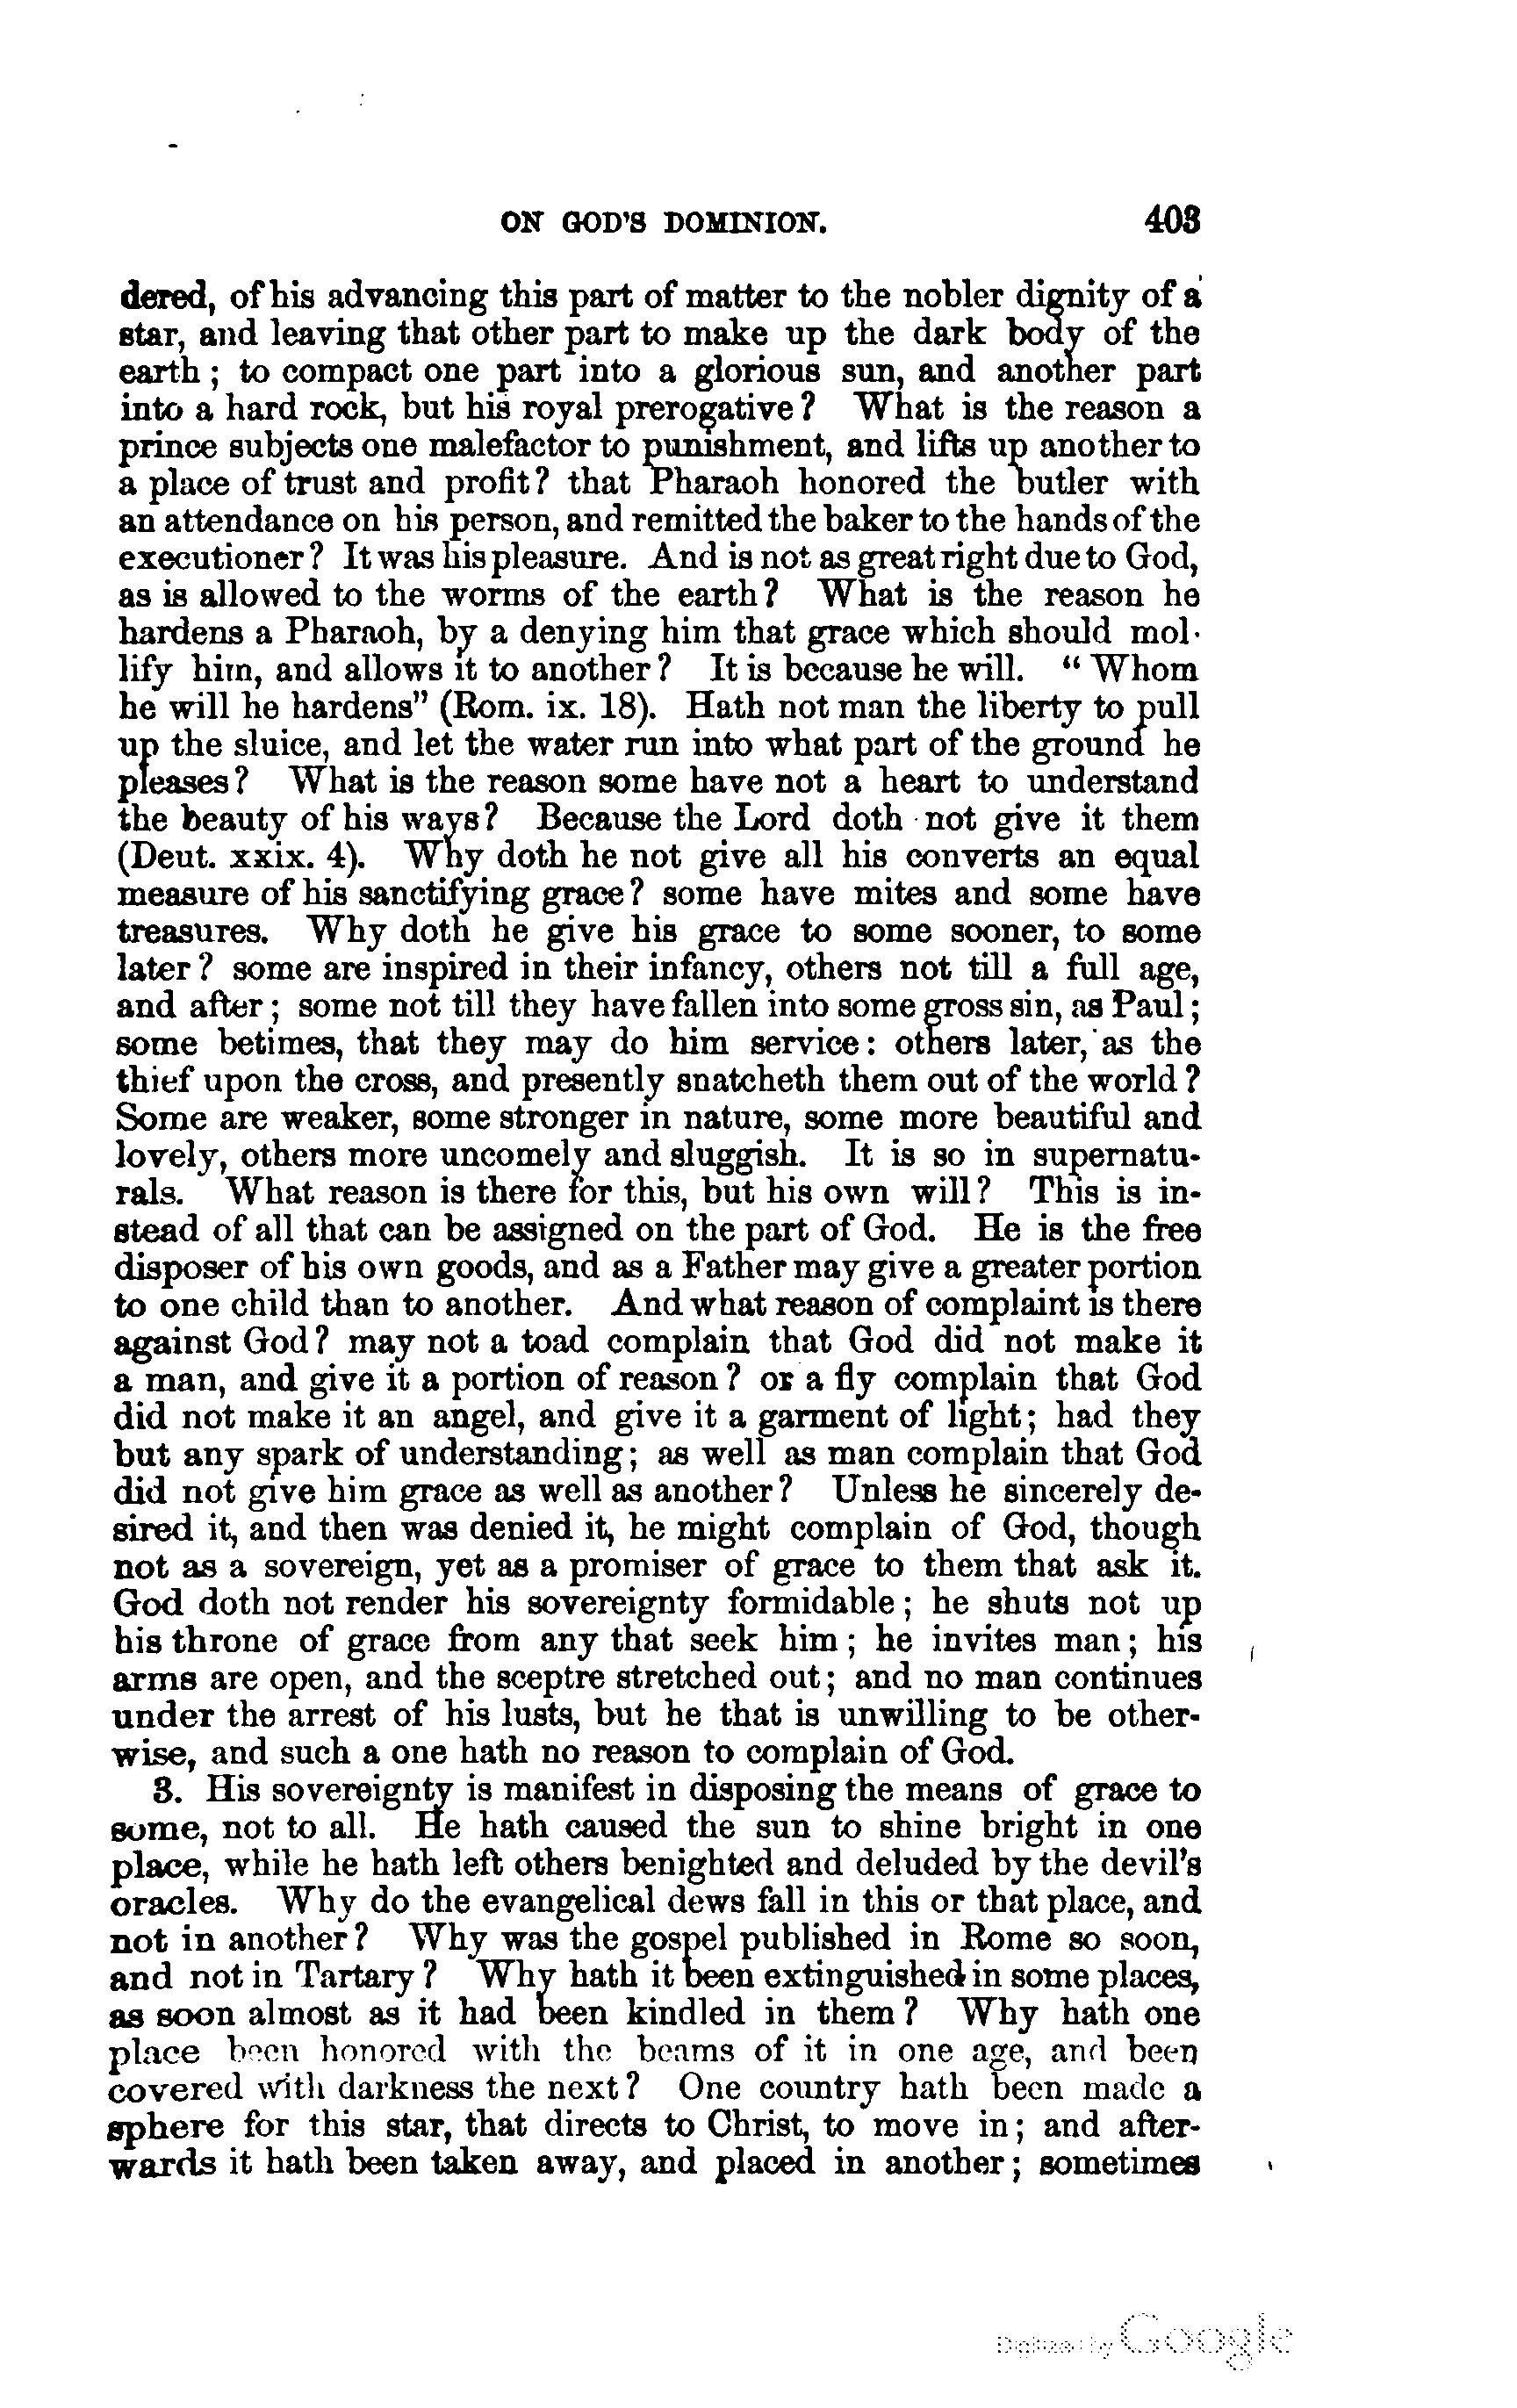 ON GOD'S DOMINION. 403
dered, of his advancing this part of matter to the nobler dignity of a
star, and leaving that other part to make up the dark body of the
earth; to compact one part into a glorious sun, and another part
into a hard rock, but his royal prerogative? What is the reason a
prince subjects one malefactor to punishment, and lifts up another to
a place of trust and profit? that Pharaoh honored the butler with
an attendance on his person, and remitted the baker to the hands of the
executioner? It was his pleasure. And is not as great right due to God,
as is allowed to the worms of the earth? What is the reason he
hardens a Pharaoh, by a denying him that grace which should mol-
lify him, and allows it to another? It is because he will. "Whom
he will he hardens" (Rom. ix. 18). Hath not man the liberty to pull
up the sluice, and let the water run into what part of the ground he
pleases? What is the reason some have not a heart to understand
the beauty of his ways? Because the Lord doth not give it them
(Deut. xxix. 4). Why doth he not give all his converts an equal
measure of his sanctifying grace? some have mites and some have
treasures. Why doth he give his grace to some sooner, to some
later? some are inspired in their infancy, others not till a full age,
and after; some not till they have fallen into some gross sin, as Paul;
some betimes, that they may do him service: others later, as the
thief upon the cross, and presently snatcheth them out of the world?
Some are weaker, some stronger in nature, some more beautiful and
lovely, others more uncomely and sluggish. It is so in supernatu-
rals. What reason is there for this, but his own will? This is in-
stead of all that can be assigned on the part of God. He is the free
disposer of his own goods, and as a Father may give a greater portion
to one child than to another. And what reason of complaint is there
against God? may not a toad complain that God did not make it
a man, and give it a portion of reason? or a fly complain that God
did not make it an angel, and give it a garment of light; had they
but any spark of understanding; as well as man complain that God
did not give him grace as well as another? Unless he sincerely de-
sired it, and then was denied it, he might complain of God, though
not as a sovereign, yet as a promiser of grace to them that ask it.
God doth not render his sovereignty formidable; he shuts not up
his throne of grace from any that seek him; he invites man; his
arms are open, and the sceptre stretched out; and no man continues
under the arrest of his lusts, but he that is unwilling to be other-
wise, and such a one hath no reason to complain of God.
3. His sovereignty is manifest in disposing the means of grace to
some, not to all. He hath caused the sun to shine bright in one
place, while he hath left others benighted and deluded by the devil's
oracles. Why do the evangelical dews fall in this or that place, and
not in another? Why was the gospel published in Rome so soon,
and not in Tartary? Why hath it been extinguished in some places,
as soon almost as it had been kindled in them? Why hath one
place been honored with the beams of it in one age, and been
covered with darkness the next? One country hath been made a
sphere for this star, that directs to Christ, to move in; and after-
wards it hath been taken away, and placed in another; sometimes
Digitized by Google